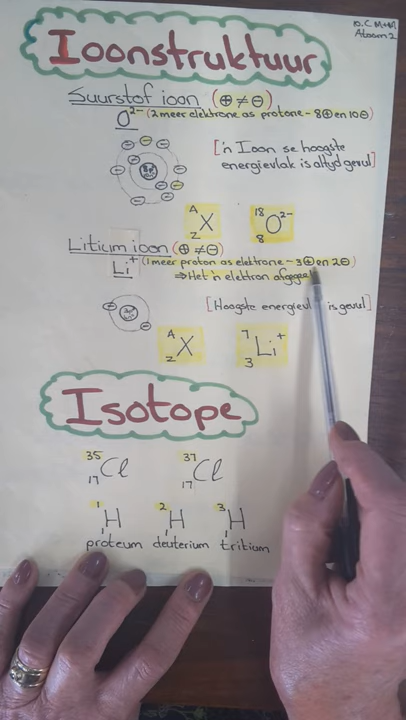 Ioonstruktuur
Atoom 2
Suurstof ioon (⊕≠⊖)
O²⁻ (2 meer elektrone as protone - 8⊕ en 10⊖)
['n Ioon se hoogste
energievlak is altyd gevul]
A
Z X
18
8 O²⁻
Litium ioon (⊕≠⊖)
Li⁺ (1 meer proton as elektrone - 3⊕ en 2⊖)
⇒ Het 'n elektron
[Hoogste is gevul]
A
Z X
7
3 Li⁺
Isotope
35
17 Cl
37
17 Cl
1
1 H
2
1 H
3
1 H
proteum deuterium tritium